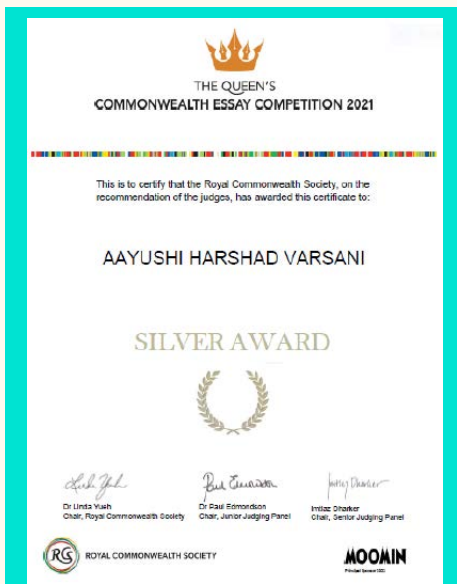 THE QUEEN'S
COMMONWEALTH ESSAY COMPETITION 2021
This is to certify that the Royal Commonwealth Society, on the
recommendation of the judges, has awarded this certificate to:
AAYUSHI HARSHAD VARSANI
SILVER AWARD
Dr Linda Yueh
Chair, Royal Commonwealth Society
Dr Paul Edmondson
Chair, Junior Judging Panel
Imtiaz Dharker
Chair, Senior Judging Panel
RCS
ROYAL COMMONWEALTH SOCIETY
MOOMIN